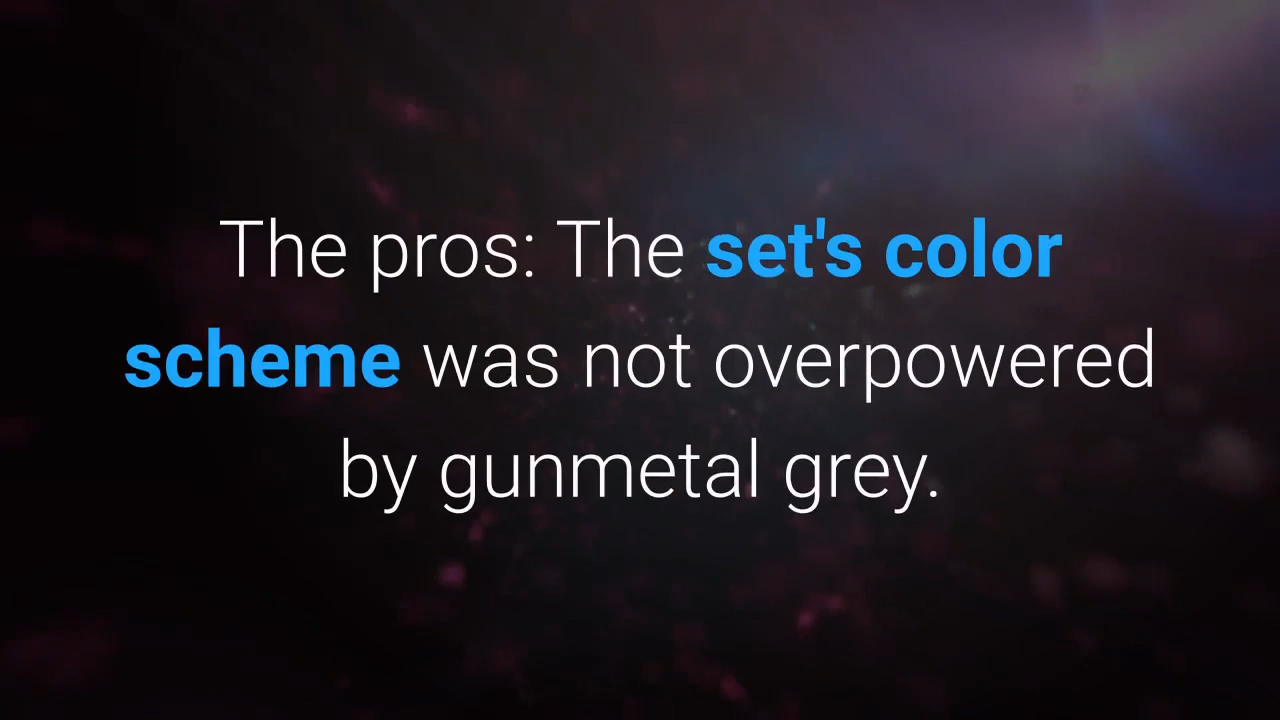 The pros: The set's color
scheme was not overpowered
by gunmetal grey.